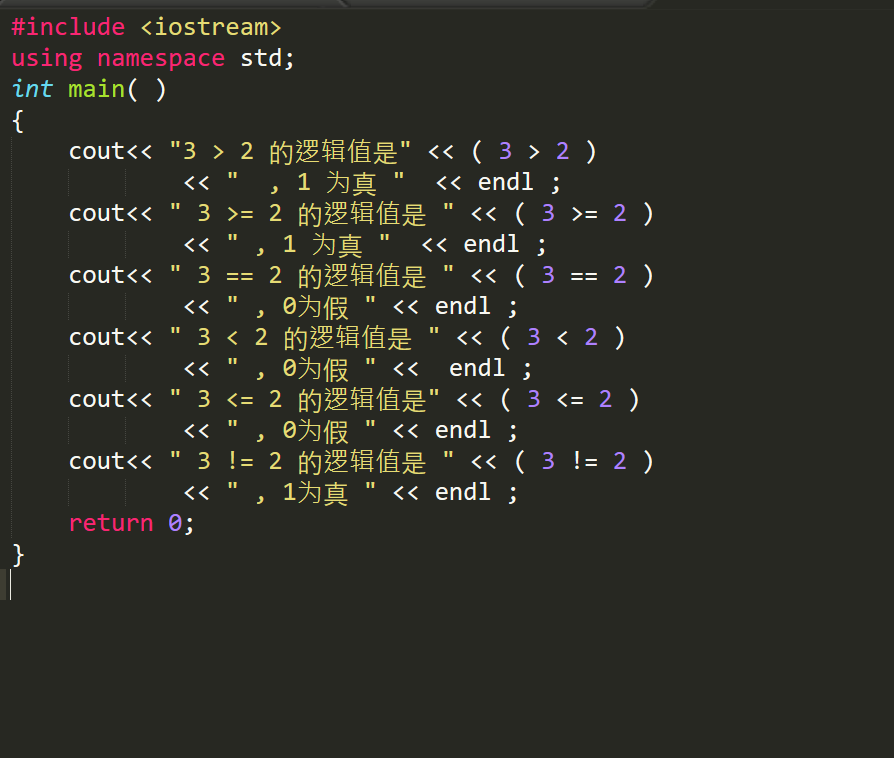 #include <iostream>
using namespace std;
int main( )
{
    cout<< "3 > 2 的逻辑值是" << ( 3 > 2 )
            << "  , 1 为真 "  << endl ;
    cout<< " 3 >= 2 的逻辑值是 " << ( 3 >= 2 )
            << " , 1 为真 "  << endl ;
    cout<< " 3 == 2 的逻辑值是 " << ( 3 == 2 )
            << " , 0为假 " << endl ;
    cout<< " 3 < 2 的逻辑值是 " << ( 3 < 2 )
            << " , 0为假 " <<  endl ;
    cout<< " 3 <= 2 的逻辑值是" << ( 3 <= 2 )
            << " , 0为假 " << endl ;
    cout<< " 3 != 2 的逻辑值是 " << ( 3 != 2 )
            << " , 1为真 " << endl ;
    return 0;
}